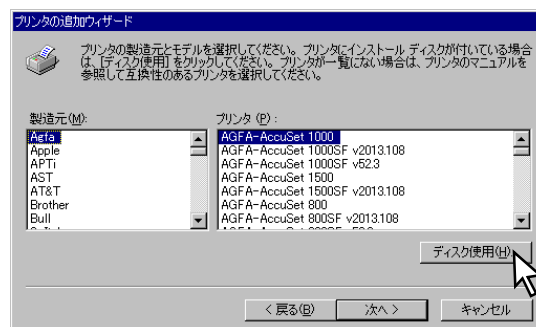 プリンタの追加ウィザード
プリンタの製造元とモデルを選択してください。プリンタにインストール ディスクが付いている場合
は、[ディスク使用] をクリックしてください。プリンタが一覧にない場合は、プリンタのマニュアルを
参照して互換性のあるプリンタを選択してください。
製造元(M):
Agfa
Apple
APTi
AST
AT&T
Brother
Bull
プリンタ (P) :
AGFA-AccuSet 1000
AGFA-AccuSet 1000SF v2013.108
AGFA-AccuSet 1000SF v52.3
AGFA-AccuSet 1500
AGFA-AccuSet 1500SF v2013.108
AGFA-AccuSet 800
AGFA-AccuSet 800SF v2013.108
ディスク使用(H)
< 戻る(B)
次へ >
キャンセル